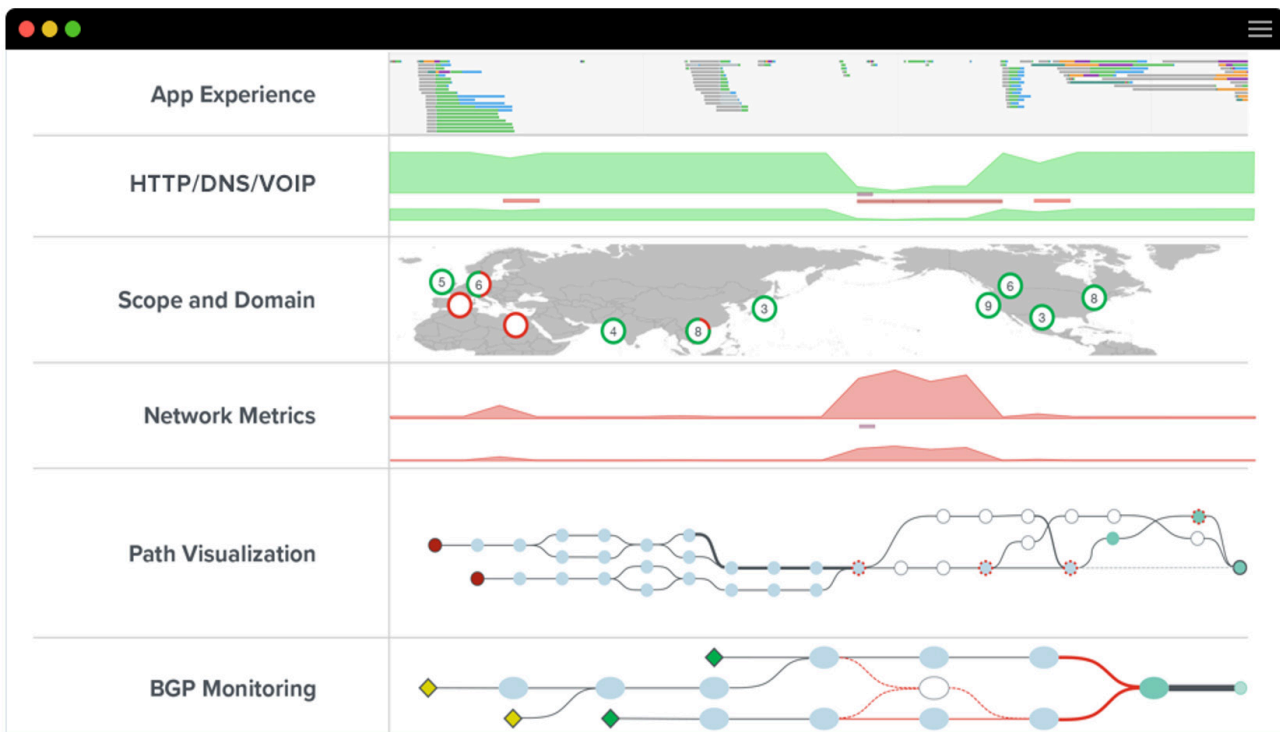 App Experience
HTTP/DNS/VOIP
Scope and Domain
5
6
4
8
3
9
6
3
8
Network Metrics
Path Visualization
BGP Monitoring